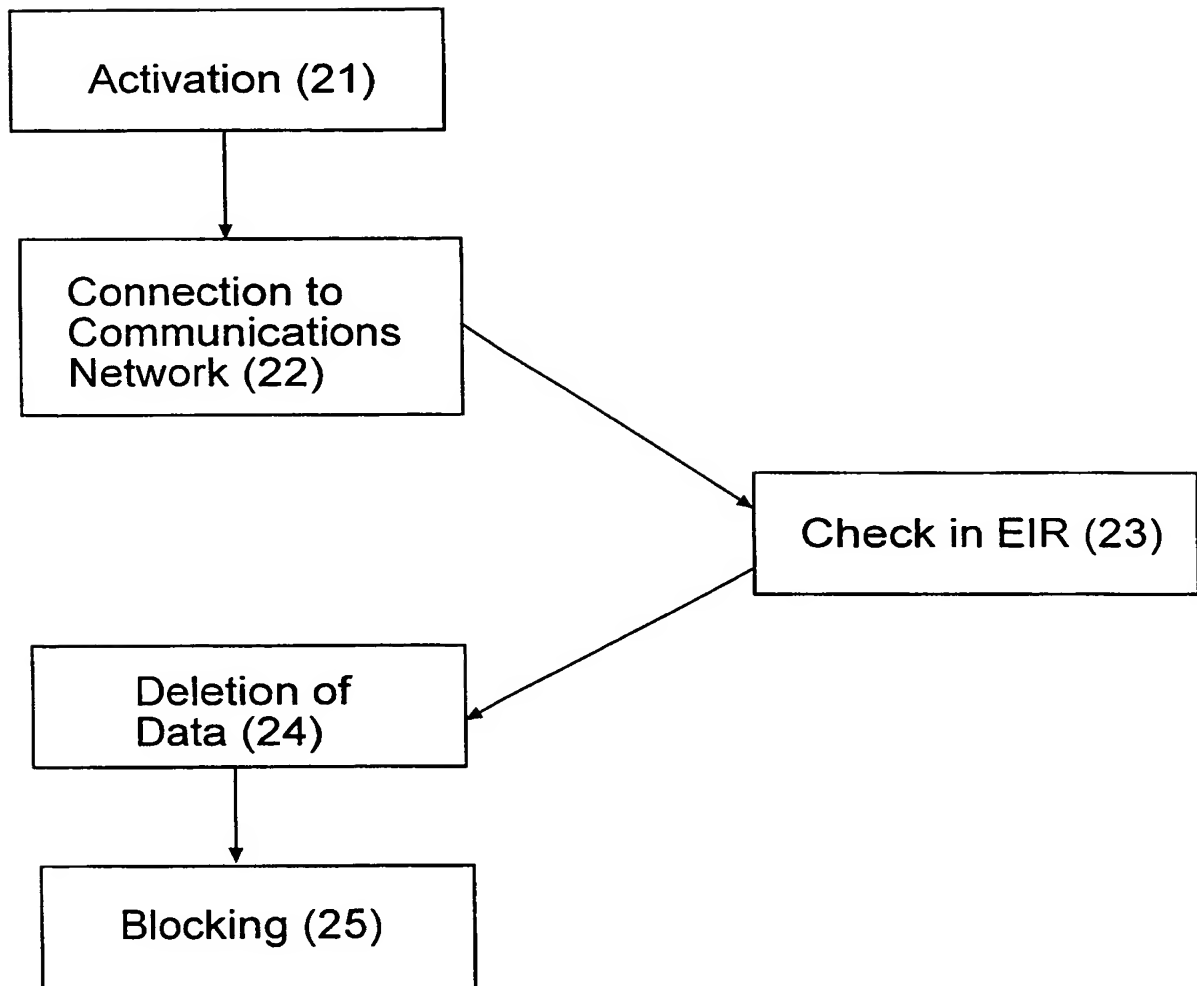 Activation (21)
Connection to
Communications
Network (22)
Check in EIR (23)
Deletion of
Data (24)
Blocking (25)